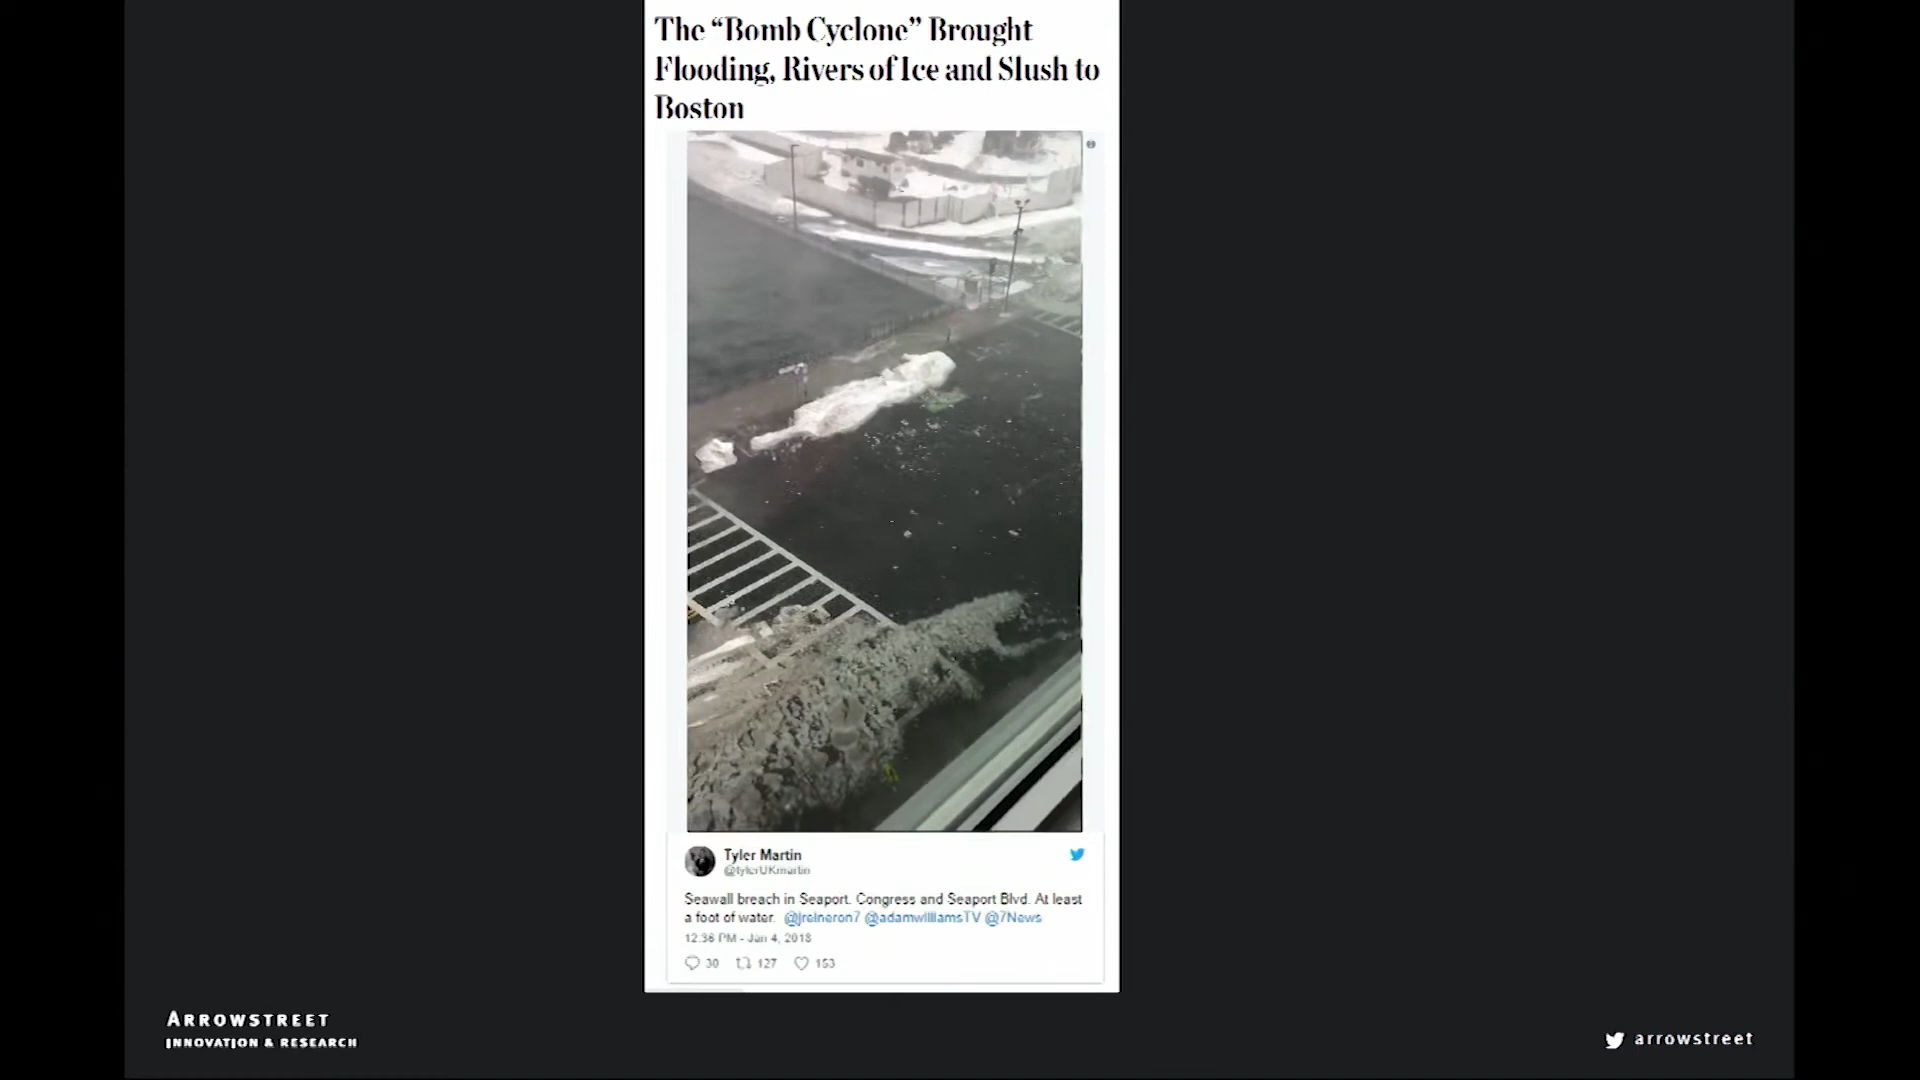 The “Bomb Cyclone” Brought
Flooding, Rivers of Ice and Slush to
Boston
Tyler Martin
@tylerUKmartin
Seawall breach in Seaport. Congress and Seaport Blvd. At least
a foot of water. @jreineron7 @adamwilliamsTV @7News
12:36 PM - Jan 4, 2018
30 127 153
ARROWSTREET
INNOVATION & RESEARCH
arrowstreet